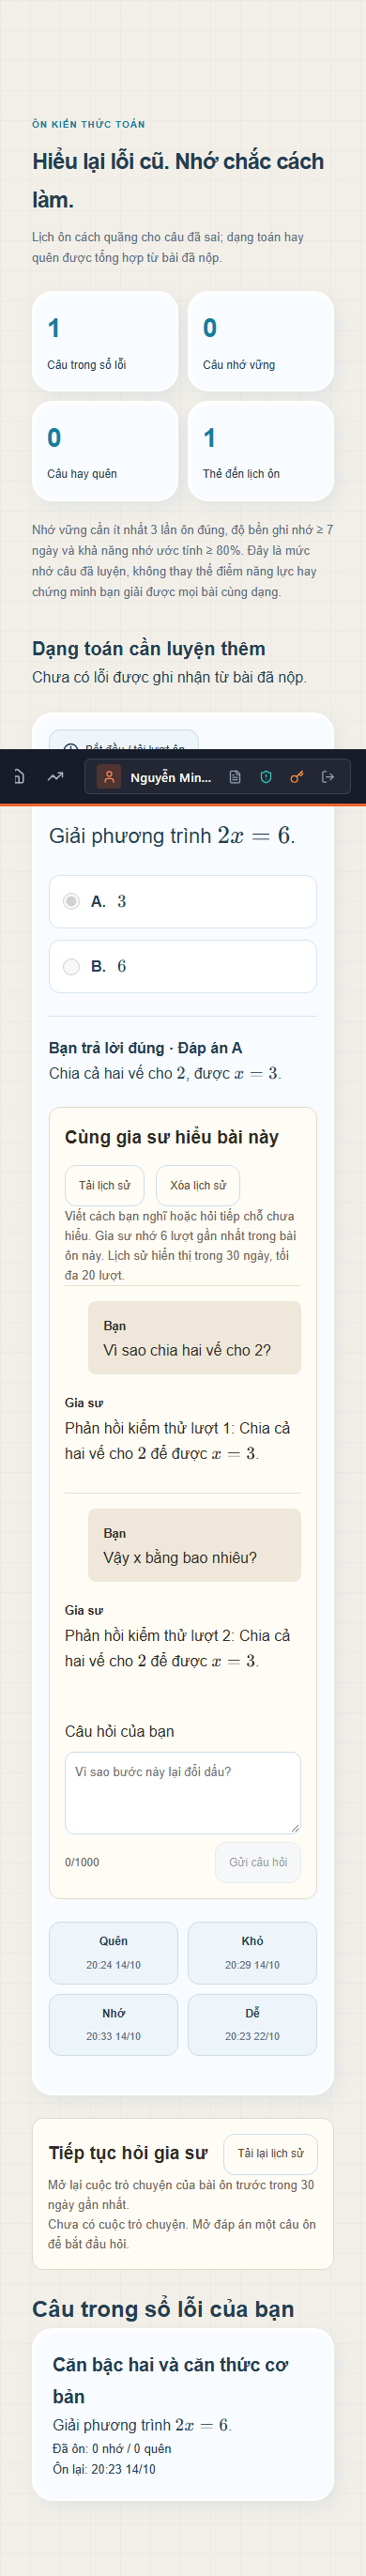 ÔN KIẾN THỨC TOÁN
Hiểu lại lỗi cũ. Nhớ chắc cách
làm.
Lịch ôn cách quãng cho câu đã sai; dạng toán hay
quên được tổng hợp từ bài đã nộp.
1
Câu trong sổ lỗi
0
Câu nhớ vững
0
Câu hay quên
1
Thẻ đến lịch ôn
Nhớ vững cần ít nhất 3 lần ôn đúng, độ bền ghi nhớ ≥ 7
ngày và khả năng nhớ ước tính ≥ 80%. Đây là mức
nhớ câu đã luyện, không thay thế điểm năng lực hay
chứng minh bạn giải được mọi bài cùng dạng.
Dạng toán cần luyện thêm
Chưa có lỗi được ghi nhận từ bài đã nộp.
Bắt đầu / tải lượt ôn
Nguyễn Min...
Giải phương trình 2x = 6.
A. 3
B. 6
Bạn trả lời đúng · Đáp án A
Chia cả hai vế cho 2, được x = 3.
Cùng gia sư hiểu bài này
Tải lịch sử
Xóa lịch sử
Viết cách bạn nghĩ hoặc hỏi tiếp chỗ chưa
hiểu. Gia sư nhớ 6 lượt gần nhất trong bài
ôn này. Lịch sử hiển thị trong 30 ngày, tối
đa 20 lượt.
Bạn
Vì sao chia hai vế cho 2?
Gia sư
Phản hồi kiểm thử lượt 1: Chia cả
hai vế cho 2 để được x = 3.
Bạn
Vậy x bằng bao nhiêu?
Gia sư
Phản hồi kiểm thử lượt 2: Chia cả
hai vế cho 2 để được x = 3.
Câu hỏi của bạn
Vì sao bước này lại đổi dấu?
0/1000
Gửi câu hỏi
Quên
20:24 14/10
Khó
20:29 14/10
Nhớ
20:33 14/10
Dễ
20:23 22/10
Tiếp tục hỏi gia sư
Tải lại lịch sử
Mở lại cuộc trò chuyện của bài ôn trước trong 30
ngày gần nhất.
Chưa có cuộc trò chuyện. Mở đáp án một câu ôn
để bắt đầu hỏi.
Câu trong sổ lỗi của bạn
Căn bậc hai và căn thức cơ
bản
Giải phương trình 2x = 6.
Đã ôn: 0 nhớ / 0 quên
Ôn lại: 20:23 14/10